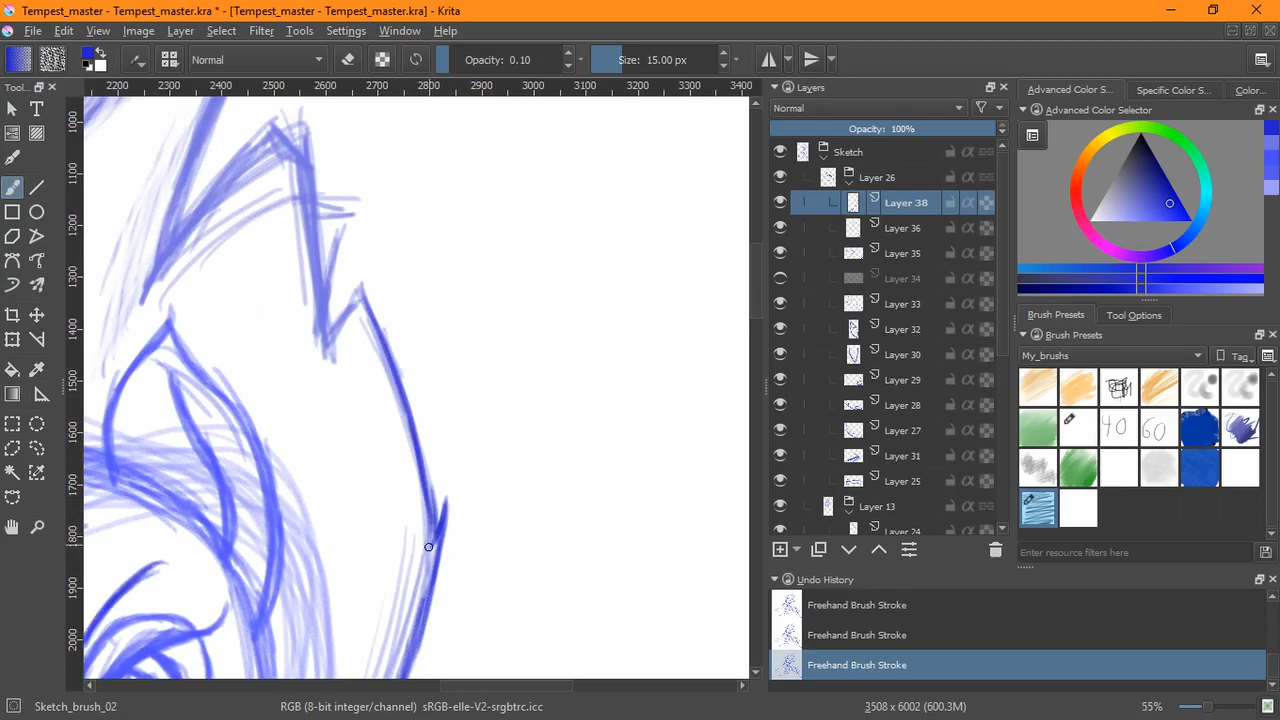 Tempest_master - Tempest_master.kra * - [Tempest_master - Tempest_master.kra] - Krita
File Edit View Image Layer Select Filter Tools Settings Window Help
Normal Opacity: 0.10 Size: 15.00 px
Tool...
2200 2300 2400 2500 2600 2700 2800 2900 3000 3100 3200 3300 3400
1000
1100
1200
1300
1400
1500
1600
1700
1800
1900
2000
Layers
Normal
Opacity: 100%
Sketch
Layer 26
Layer 38
Layer 36
Layer 35
Layer 34
Layer 33
Layer 32
Layer 30
Layer 29
Layer 28
Layer 27
Layer 31
Layer 25
Layer 13
Layer 24
Undo History
Freehand Brush Stroke
Freehand Brush Stroke
Freehand Brush Stroke
Advanced Color S... Specific Color S... Color...
Advanced Color Selector
Brush Presets Tool Options
Brush Presets
My_brushes Tag
40 60
Enter resource filters here
Sketch_brush_02 RGB (8-bit integer/channel) sRGB-elle-V2-srgbtrc.icc 3508 x 6002 (600.3M) 55%